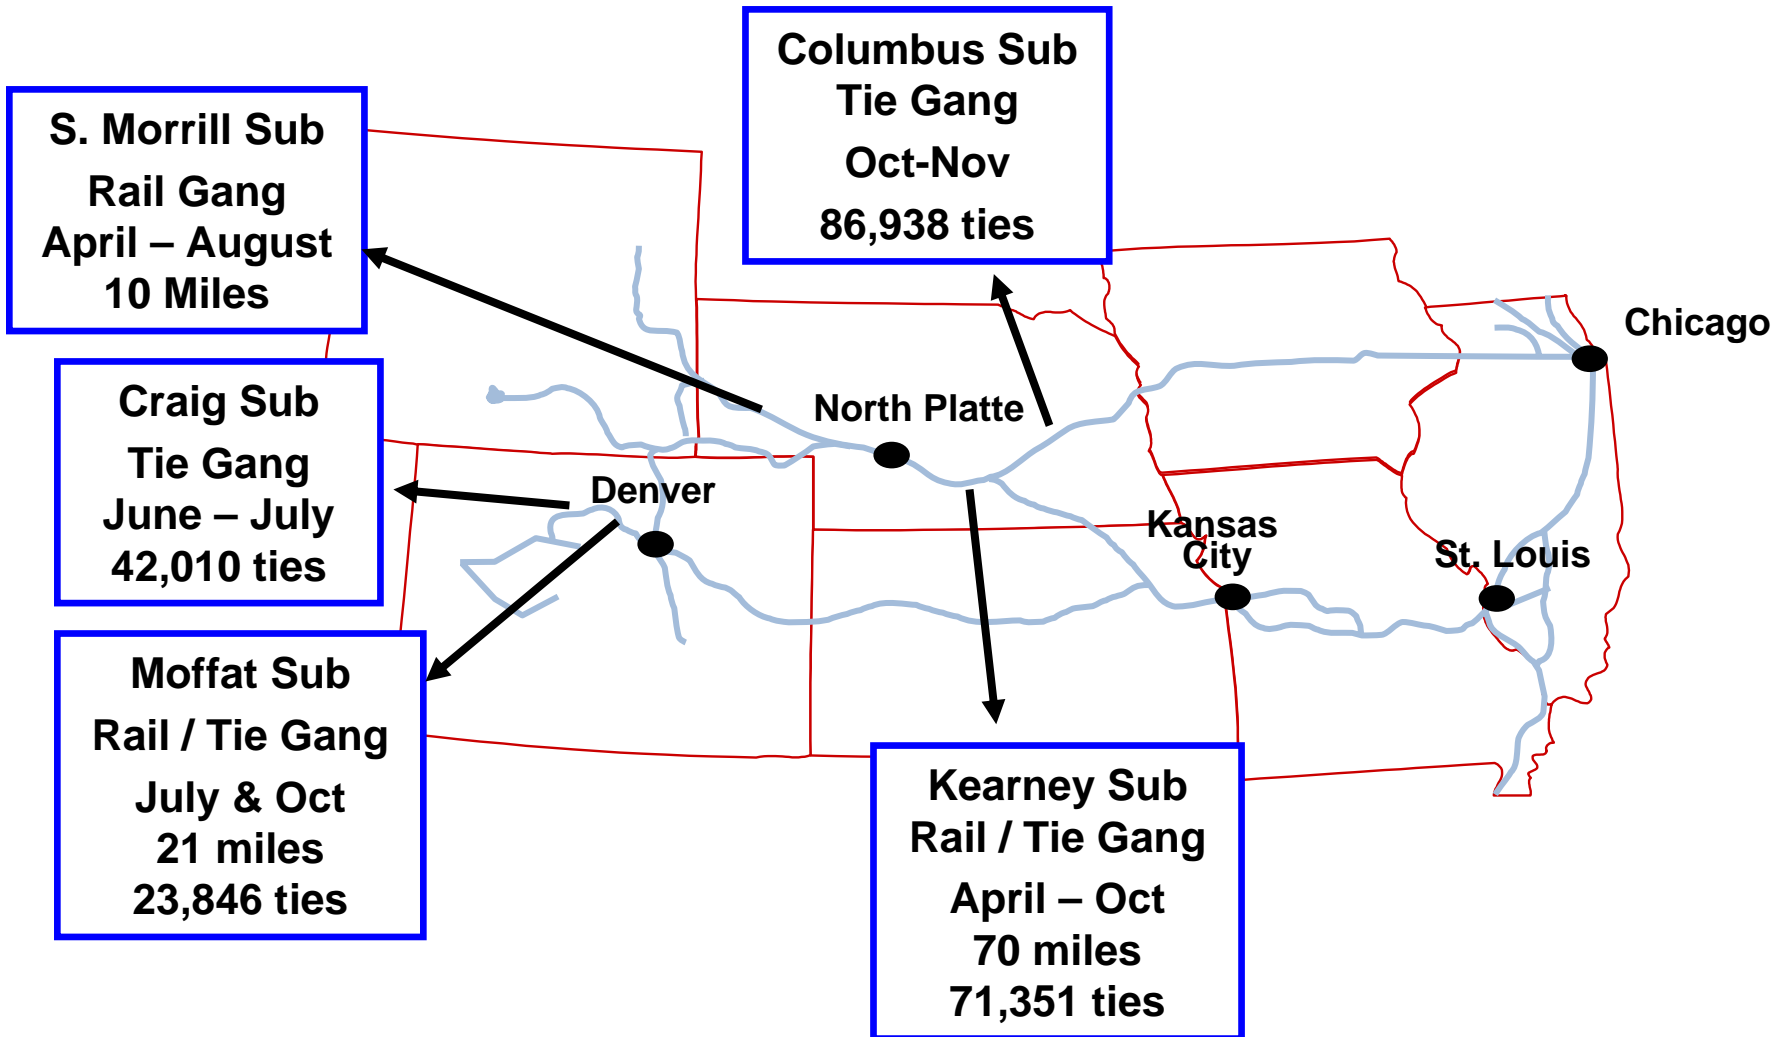 Columbus Sub
Tie Gang
Oct-Nov
86,938 ties
S. Morrill Sub
Rail Gang
April – August
10 Miles
Chicago
Craig Sub
Tie Gang
June – July
42,010 ties
North Platte
Denver
Kansas
City
St. Louis
Moffat Sub
Rail / Tie Gang
July & Oct
21 miles
23,846 ties
Kearney Sub
Rail / Tie Gang
April – Oct
70 miles
71,351 ties